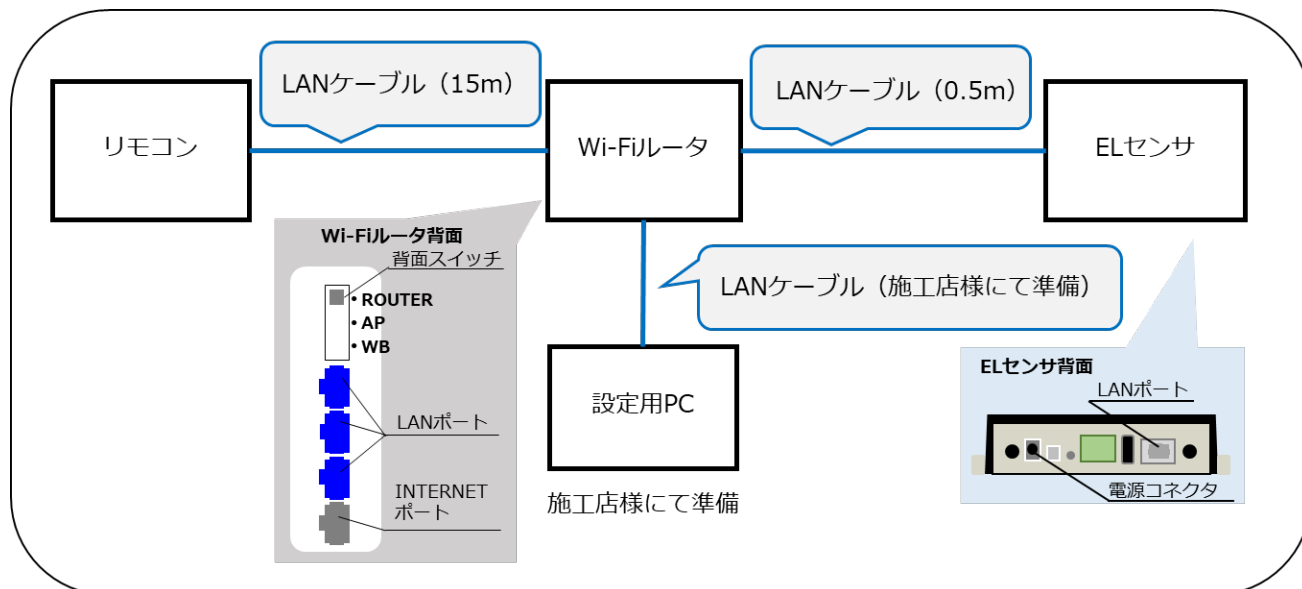 LANケーブル（15m）
LANケーブル（0.5m）
リモコン
Wi-Fiルータ
ELセンサ
Wi-Fiルータ背面
背面スイッチ
• ROUTER
• AP
• WB
LANポート
INTERNET
ポート
LANケーブル（施工店様にて準備）
設定用PC
施工店様にて準備
ELセンサ背面
LANポート
電源コネクタ